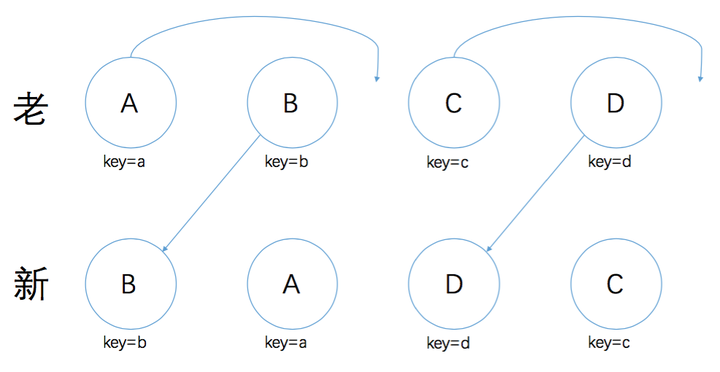 老 A B C D
key=a key=b key=c key=d
新 B A D C
key=b key=a key=d key=c